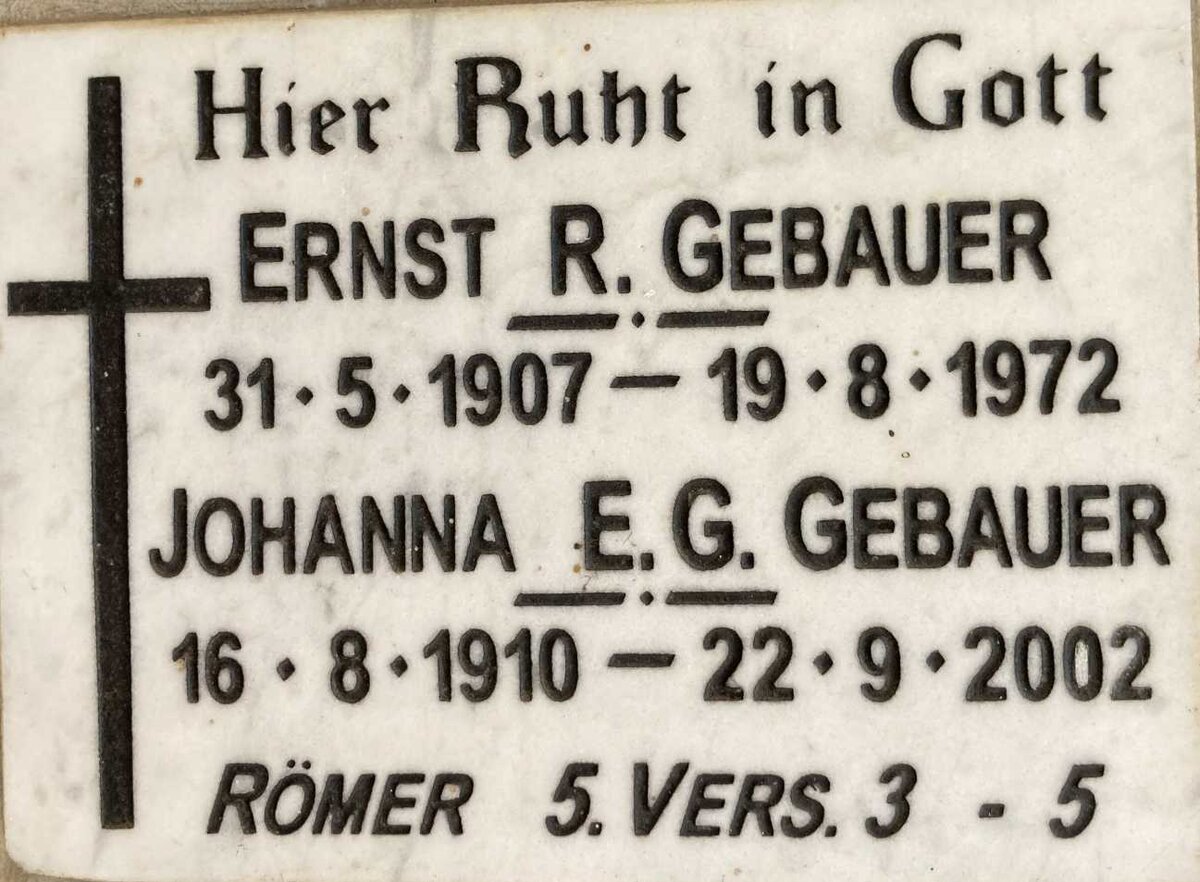 Hier Ruht in Gott
ERNST R. GEBAUER
31·5·1907 — 19·8·1972
JOHANNA E.G. GEBAUER
16·8·1910 — 22·9·2002
RÖMER 5. VERS. 3 - 5